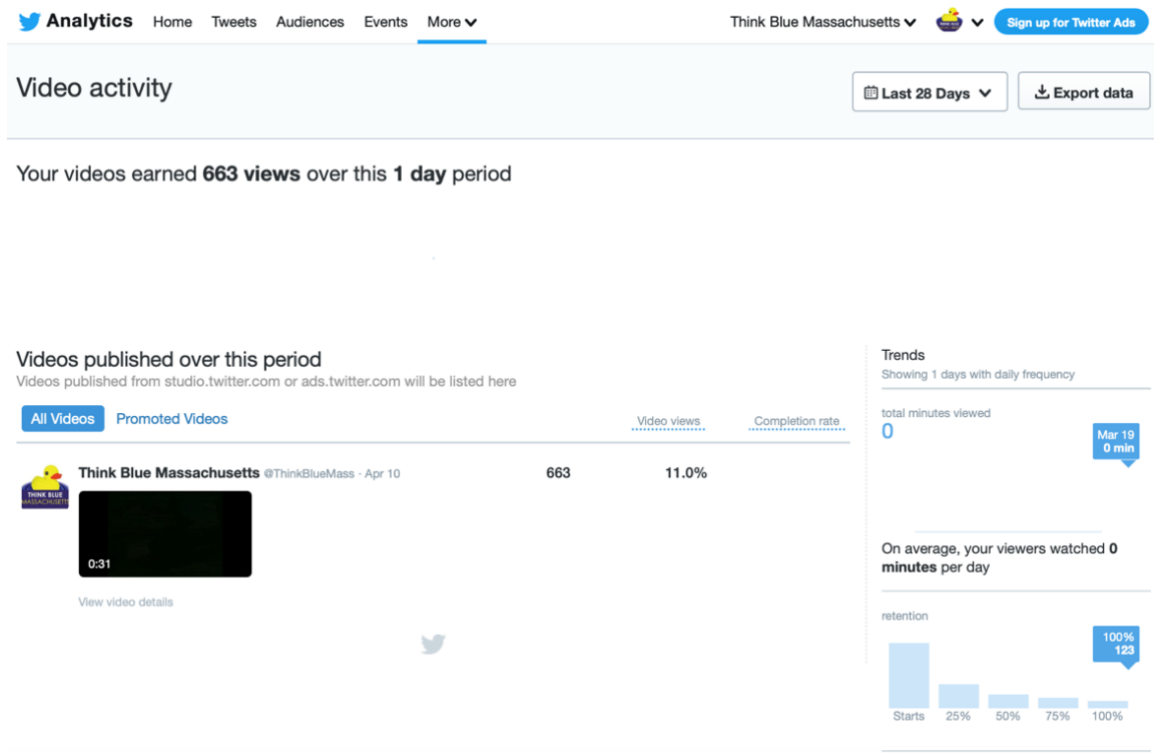 Analytics Home Tweets Audiences Events More Think Blue Massachusetts Sign up for Twitter Ads
Video activity
Last 28 Days Export data
Your videos earned 663 views over this 1 day period
Videos published over this period
Videos published from studio.twitter.com or ads.twitter.com will be listed here
All Videos Promoted Videos
Video views Completion rate
Think Blue Massachusetts @ThinkBlueMass · Apr 10 663 11.0%
THINK BLUE
MASSACHUSETTS
0:31
View video details
Trends
Showing 1 days with daily frequency
total minutes viewed
0
Mar 19
0 min
On average, your viewers watched 0
minutes per day
retention
100%
123
Starts 25% 50% 75% 100%